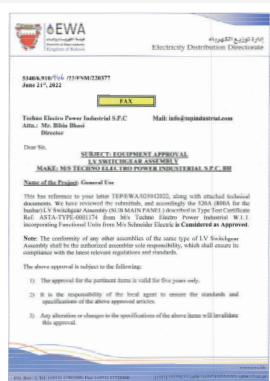 EWA
Kingdom of Bahrain
إدارة توزيع الكهرباء
Electricity Distribution Directorate
June 21st, 2022
FAX
Techno Electro Power Industrial S.P.C
Mail: info@tepindustrial.com
Attn.: Mr. Bibin Bhasi
Director
Dear Sir,
SUBJECT: EQUIPMENT APPROVAL
LV SWITCHGEAR ASSEMBLY
MAKE: M/S TECHNO ELECTRO POWER INDUSTRIAL S.P.C, BH
Name of the Project: General Use
This has reference to your letter TEP/EWA/025012022, along with attached technical
documents. We have reviewed the submittals, and accordingly the 520A (800A for the
busbar) LV Switchgear Assembly (SUB MAIN PANEL) described in Type Test Certificate
Ref: ASTA-TYPE-0001174 from M/s Techno Electro Power Industrial W.L.L
incorporating Functional Units from M/s Schneider Electric is Considered as Approved.
Note: The conformity of any other assemblies of the same type of LV Switchgear
Assembly shall be the authorized assembler sole responsibility, which shall ensure its
compliance with the latest relevant regulations and standards.
The above approval is subject to the following:
1) The approval for the pertinent items is valid for five years only.
2) It is the responsibility of the local agent to ensure the standards and
specifications of the above approved articles.
3) Any alteration or changes to the specifications of the above items will invalidate
this approval.